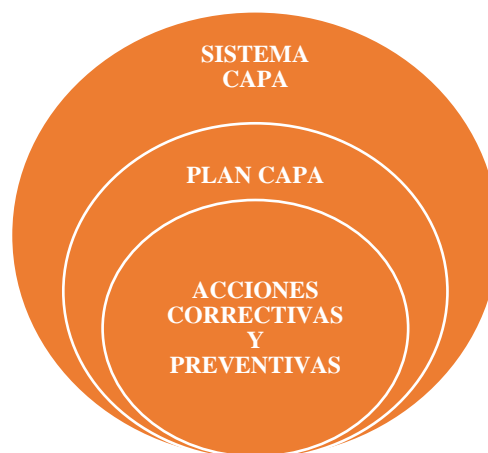 SISTEMA
CAPA
PLAN CAPA
ACCIONES
CORRECTIVAS
Y
PREVENTIVAS